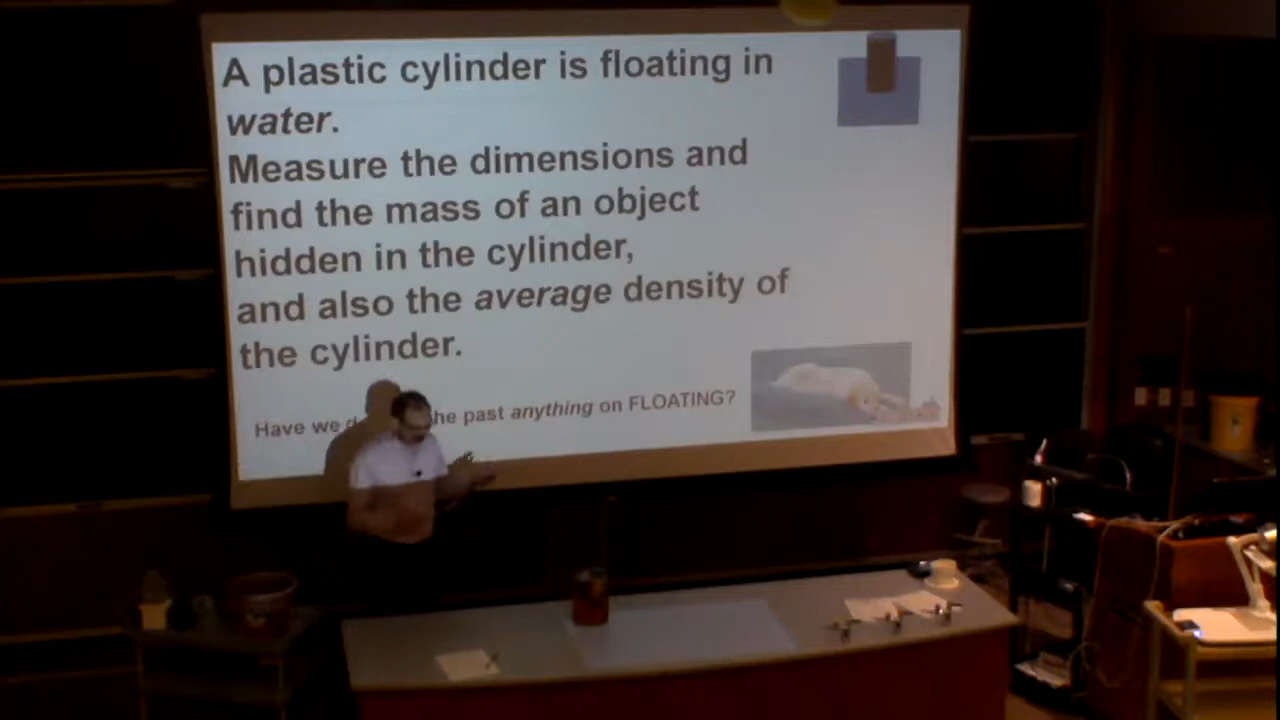 A plastic cylinder is floating in
water.
Measure the dimensions and
find the mass of an object
hidden in the cylinder,
and also the average density of
the cylinder.
Have we past anything on FLOATING?